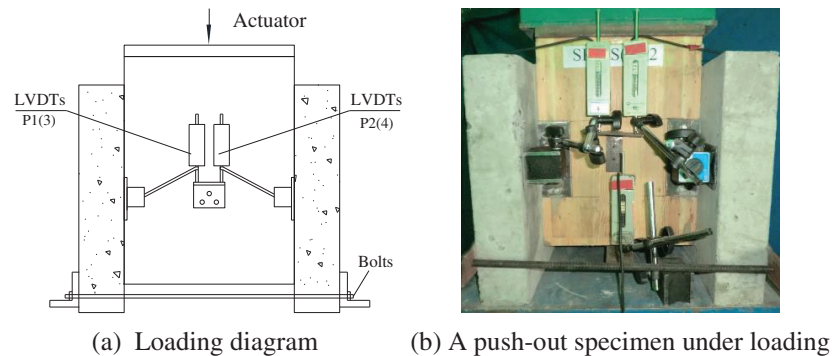 Actuator
LVDTs
P1(3)
LVDTs
P2(4)
Bolts
(a) Loading diagram
(b) A push-out specimen under loading